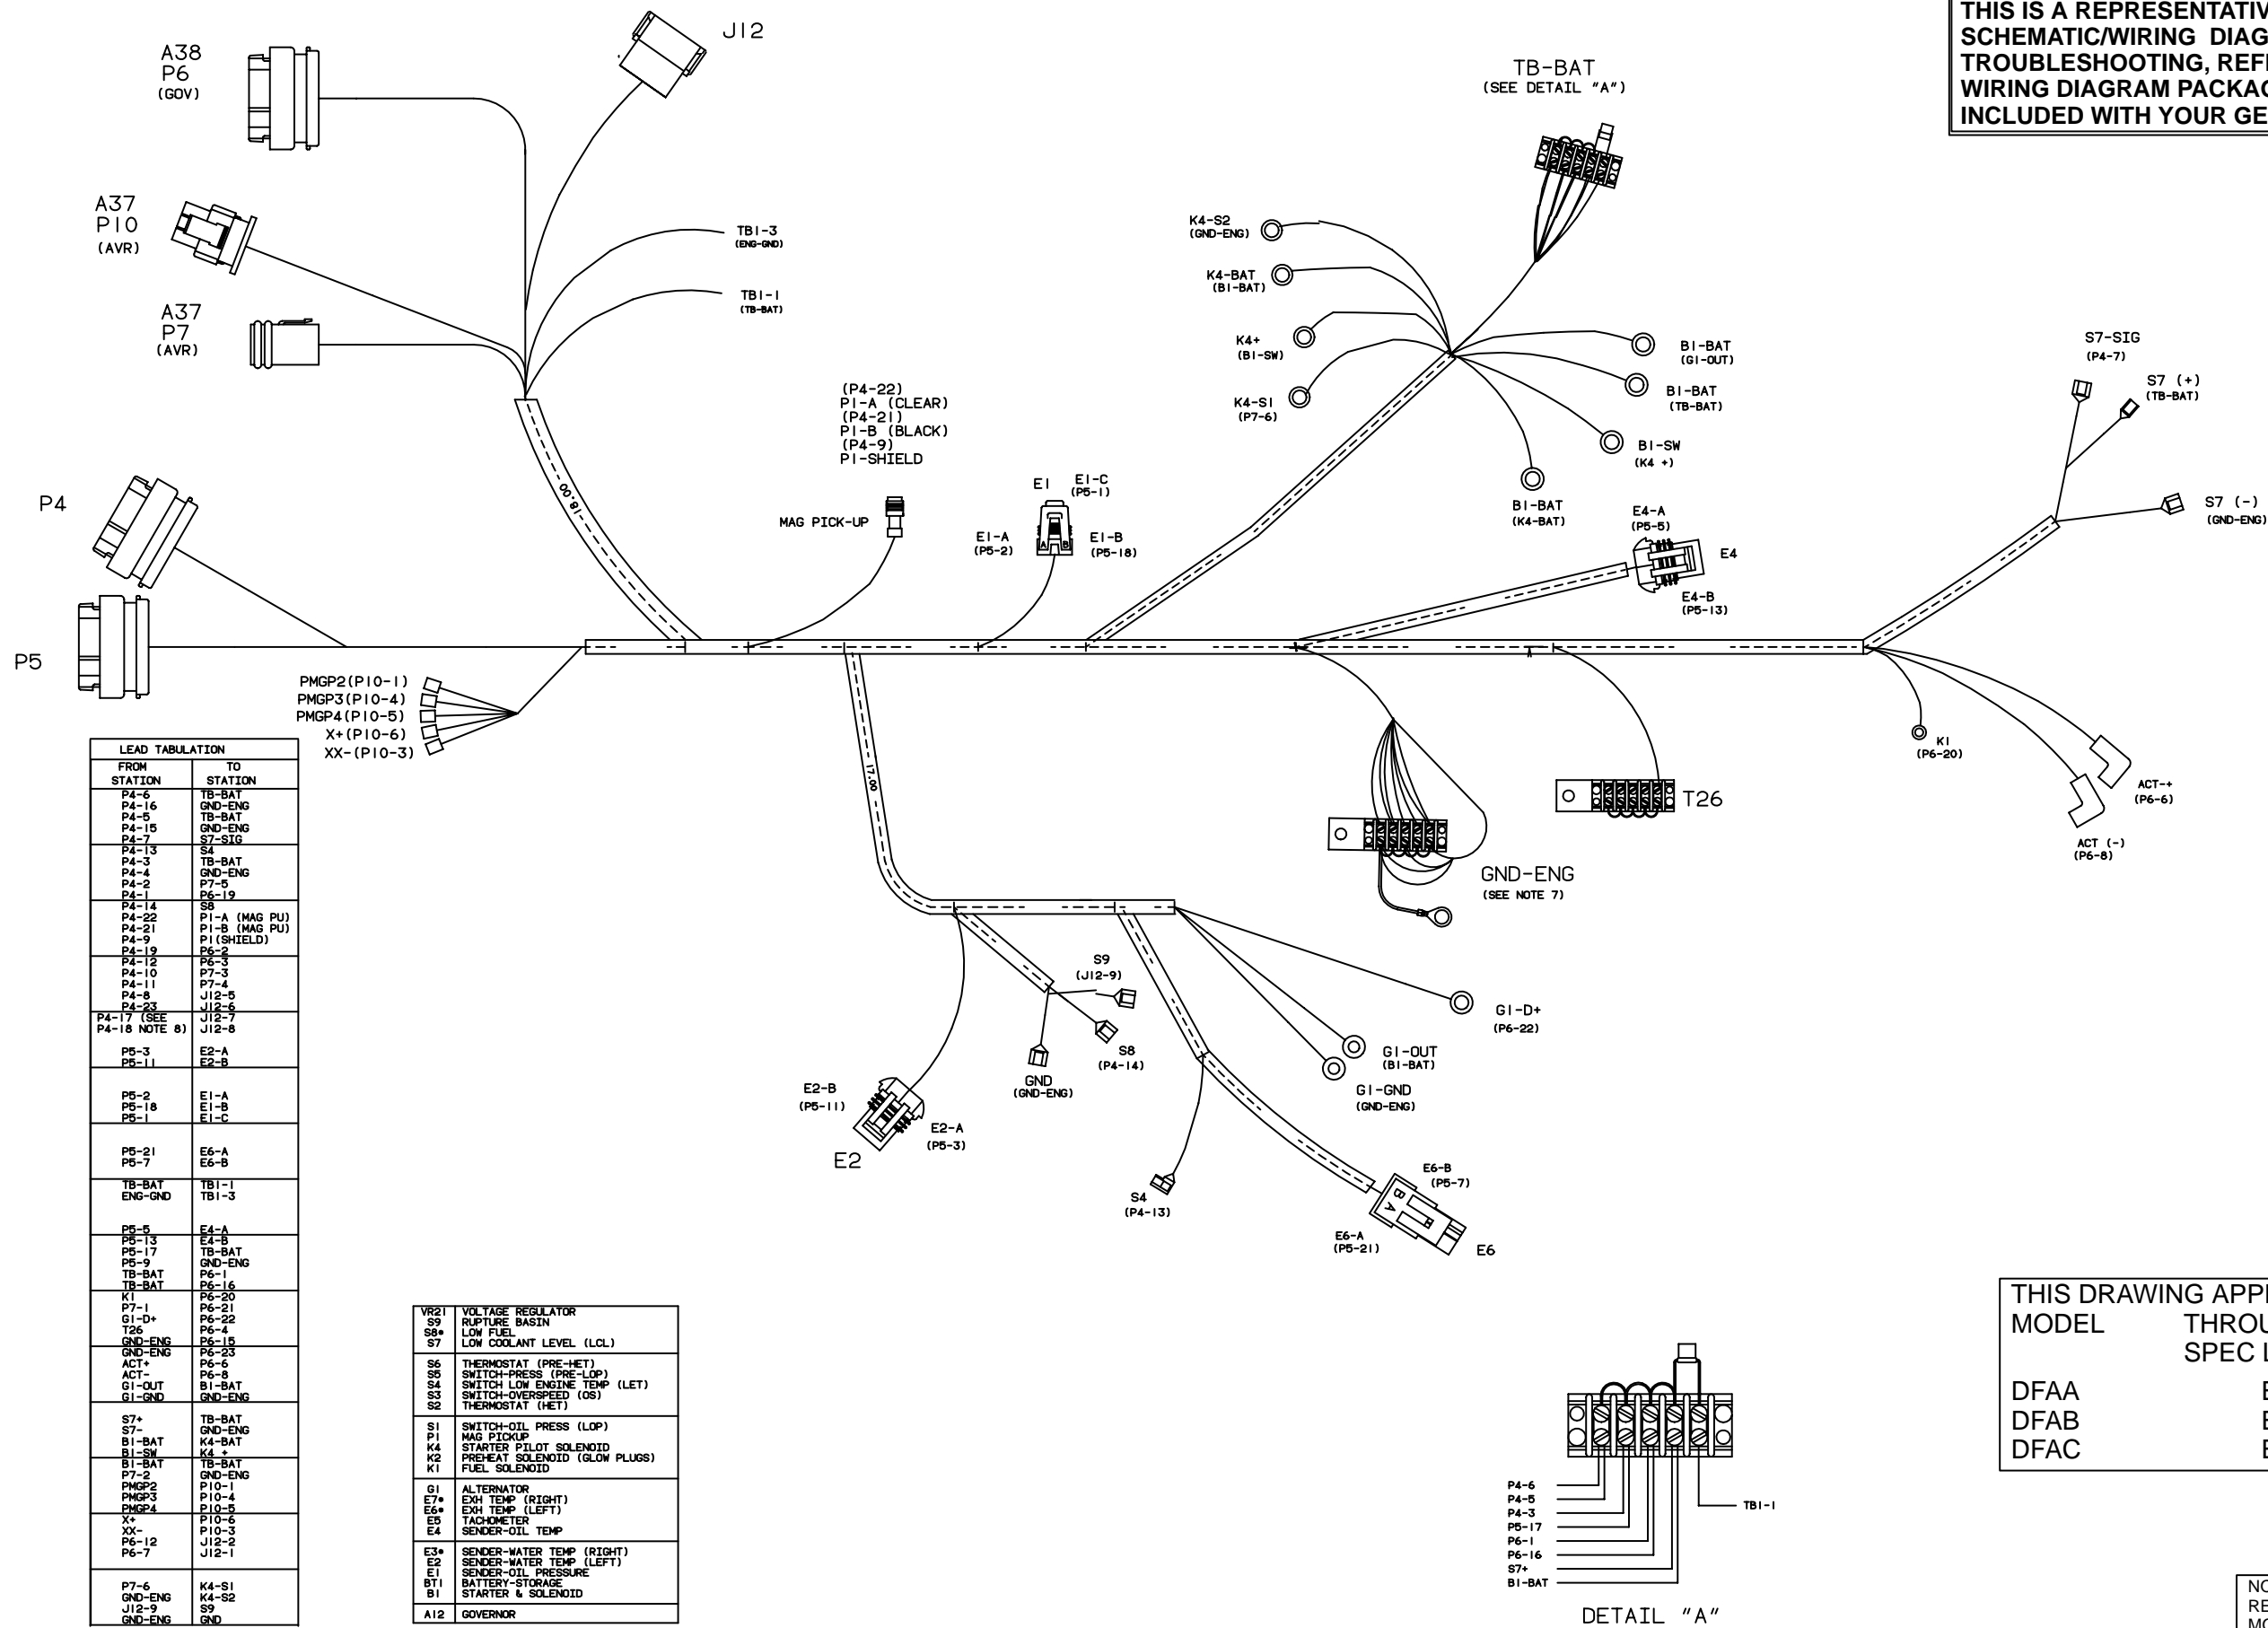 THIS IS A REPRESENTATIV
SCHEMATIC/WIRING DIAG
TROUBLESHOOTING, REF
WIRING DIAGRAM PACKA
INCLUDED WITH YOUR GE
A38
P6
(GOV)
J12
TB-BAT
(SEE DETAIL "A")
A37
P10
(AVR)
TB1-3
(ENG-GND)
TB1-1
(TB-BAT)
A37
P7
(AVR)
K4-S2
(GND-ENG)
K4-BAT
(B1-BAT)
K4+
(B1-SW)
K4-S1
(P7-6)
B1-BAT
(G1-OUT)
B1-BAT
(TB-BAT)
B1-SW
(K4 +)
B1-BAT
(K4-BAT)
S7-SIG
(P4-7)
S7 (+)
(TB-BAT)
S7 (-)
(GND-ENG)
(P4-22)
P1-A (CLEAR)
(P4-21)
P1-B (BLACK)
(P4-9)
P1-SHIELD
MAG PICK-UP
18.00
P4
P5
E1
E1-C
(P5-1)
E1-A
(P5-2)
A B
E1-B
(P5-18)
E4-A
(P5-5)
E4
E4-B
(P5-13)
PMGP2(P10-1)
PMGP3(P10-4)
PMGP4(P10-5)
X+(P10-6)
XX-(P10-3)
17.00
K1
(P6-20)
ACT-+
(P6-6)
ACT (-)
(P6-8)
T26
GND-ENG
(SEE NOTE 7)
S9
(J12-9)
S8
(P4-14)
GND
(GND-ENG)
G1-D+
(P6-22)
G1-OUT
(B1-BAT)
G1-GND
(GND-ENG)
E2-B
(P5-11)
E2-A
(P5-3)
E2
S4
(P4-13)
E6-B
(P5-7)
B A
E6-A
(P5-21)
E6
LEAD TABULATION
FROM STATION TO STATION
P4-6 TB-BAT
P4-16 GND-ENG
P4-5 TB-BAT
P4-15 GND-ENG
P4-7 S7-SIG
P4-13 S4
P4-3 TB-BAT
P4-4 GND-ENG
P4-2 P7-5
P4-1 P6-19
P4-14 S8
P4-22 P1-A (MAG PU)
P4-21 P1-B (MAG PU)
P4-9 P1(SHIELD)
P4-19 P6-2
P4-12 P6-3
P4-10 P7-3
P4-11 P7-4
P4-8 J12-5
P4-23 J12-6
P4-17 (SEE J12-7
P4-18 NOTE 8) J12-8
P5-3 E2-A
P5-11 E2-B
P5-2 E1-A
P5-18 E1-B
P5-1 E1-C
P5-21 E6-A
P5-7 E6-B
TB-BAT TB1-1
ENG-GND TB1-3
P5-5 E4-A
P5-13 E4-B
P5-17 TB-BAT
P5-9 GND-ENG
TB-BAT P6-1
TB-BAT P6-16
K1 P6-20
P7-1 P6-21
G1-D+ P6-22
T26 P6-4
GND-ENG P6-15
GND-ENG P6-23
ACT+ P6-6
ACT- P6-8
G1-OUT B1-BAT
G1-GND GND-ENG
S7+ TB-BAT
S7- GND-ENG
B1-BAT K4-BAT
B1-SW K4 +
B1-BAT TB-BAT
P7-2 GND-ENG
PMGP2 P10-1
PMGP3 P10-4
PMGP4 P10-5
X+ P10-6
XX- P10-3
P6-12 J12-2
P6-7 J12-1
P7-6 K4-S1
GND-ENG K4-S2
J12-9 S9
GND-ENG GND
VR21 VOLTAGE REGULATOR
S9 RUPTURE BASIN
S8* LOW FUEL
S7 LOW COOLANT LEVEL (LCL)
S6 THERMOSTAT (PRE-HET)
S5 SWITCH-PRESS (PRE-LOP)
S4 SWITCH LOW ENGINE TEMP (LET)
S3 SWITCH-OVERSPEED (OS)
S2 THERMOSTAT (HET)
S1 SWITCH-OIL PRESS (LOP)
P1 MAG PICKUP
K4 STARTER PILOT SOLENOID
K2 PREHEAT SOLENOID (GLOW PLUGS)
K1 FUEL SOLENOID
G1 ALTERNATOR
E7* EXH TEMP (RIGHT)
E6* EXH TEMP (LEFT)
E5 TACHOMETER
E4 SENDER-OIL TEMP
E3* SENDER-WATER TEMP (RIGHT)
E2 SENDER-WATER TEMP (LEFT)
E1 SENDER-OIL PRESSURE
BT1 BATTERY-STORAGE
B1 STARTER & SOLENOID
A12 GOVERNOR
P4-6
P4-5
P4-3
P5-17
P6-1
P6-16
S7+
B1-BAT
TB1-1
DETAIL "A"
THIS DRAWING APP
MODEL THROU
SPEC L
DFAA
DFAB
DFAC
NO
RE
MO